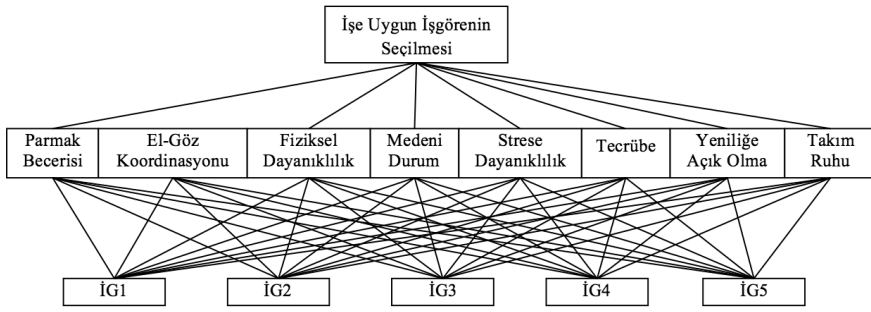 İşe Uygun İşgörenin
Seçilmesi
Parmak
Becerisi
El-Göz
Koordinasyonu
Fiziksel
Dayanıklılık
Medeni
Durum
Strese
Dayanıklılık
Tecrübe
Yeniliğe
Açık Olma
Takım
Ruhu
İG1
İG2
İG3
İG4
İG5